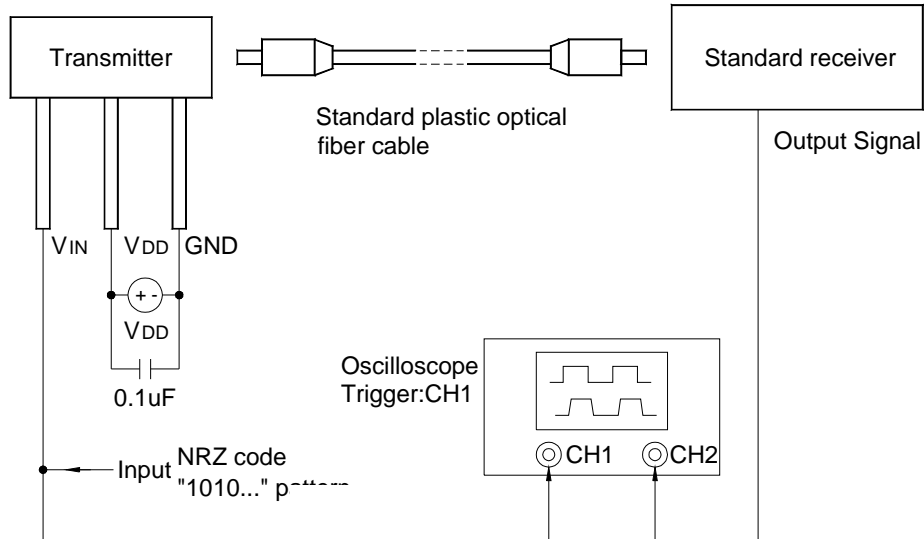 Transmitter
Standard receiver
Standard plastic optical
fiber cable
Output Signal
VIN
VDD
GND
+ -
VDD
0.1uF
Oscilloscope
Trigger:CH1
CH1
CH2
Input
NRZ code
"1010..."